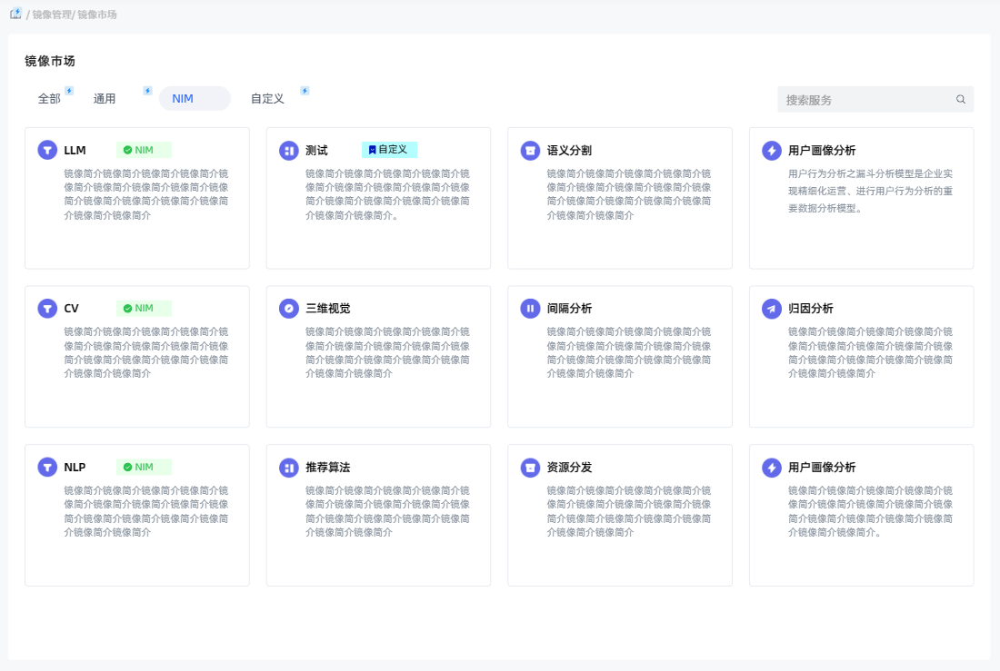 / 镜像管理/ 镜像市场
镜像市场
全部 通用 NIM 自定义
搜索服务
LLM NIM
镜像简介镜像简介镜像简介镜像简介镜
像简介镜像简介镜像简介镜像简介镜像
简介镜像简介镜像简介镜像简介镜像简
介镜像简介镜像简介
测试 自定义
镜像简介镜像简介镜像简介镜像简介镜
像简介镜像简介镜像简介镜像简介镜像
简介镜像简介镜像简介镜像简介镜像简
介镜像简介镜像简介。
语义分割
镜像简介镜像简介镜像简介镜像简介镜
像简介镜像简介镜像简介镜像简介镜像
简介镜像简介镜像简介镜像简介镜像简
介镜像简介镜像简介
用户画像分析
用户行为分析之漏斗分析模型是企业实
现精细化运营、进行用户行为分析的重
要数据分析模型。
CV NIM
镜像简介镜像简介镜像简介镜像简介镜
像简介镜像简介镜像简介镜像简介镜像
简介镜像简介镜像简介镜像简介镜像简
介镜像简介镜像简介
三维视觉
镜像简介镜像简介镜像简介镜像简介镜
像简介镜像简介镜像简介镜像简介镜像
简介镜像简介镜像简介镜像简介镜像简
介镜像简介镜像简介
间隔分析
镜像简介镜像简介镜像简介镜像简介镜
像简介镜像简介镜像简介镜像简介镜像
简介镜像简介镜像简介镜像简介镜像简
介镜像简介镜像简介
归因分析
镜像简介镜像简介镜像简介镜像简介镜
像简介镜像简介镜像简介镜像简介镜像
简介镜像简介镜像简介镜像简介镜像简
介镜像简介镜像简介
NLP NIM
镜像简介镜像简介镜像简介镜像简介镜
像简介镜像简介镜像简介镜像简介镜像
简介镜像简介镜像简介镜像简介镜像简
介镜像简介镜像简介
推荐算法
镜像简介镜像简介镜像简介镜像简介镜
像简介镜像简介镜像简介镜像简介镜像
简介镜像简介镜像简介镜像简介镜像简
介镜像简介镜像简介
资源分发
镜像简介镜像简介镜像简介镜像简介镜
像简介镜像简介镜像简介镜像简介镜像
简介镜像简介镜像简介镜像简介镜像简
介镜像简介镜像简介
用户画像分析
镜像简介镜像简介镜像简介镜像简介镜
像简介镜像简介镜像简介镜像简介镜像
简介镜像简介镜像简介镜像简介镜像简
介镜像简介镜像简介。